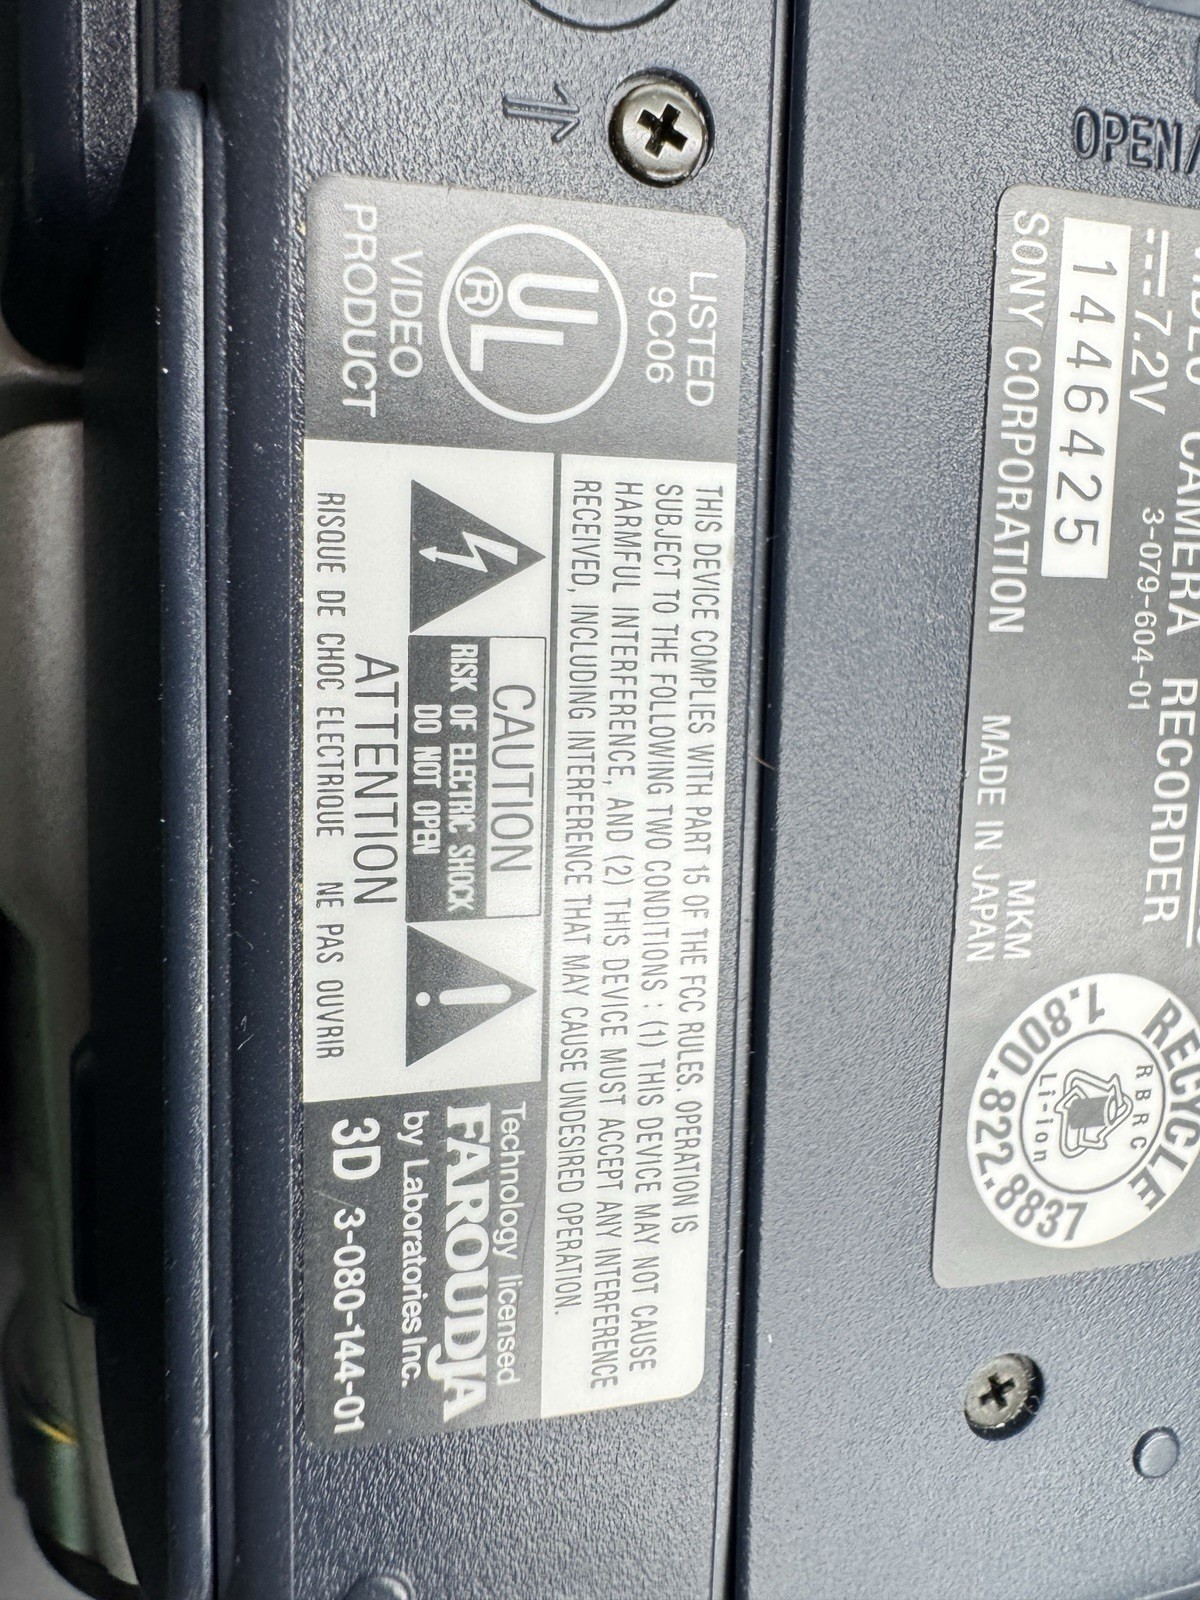 OPEN/
LISTED
9C06
UL
®
VIDEO
PRODUCT
THIS DEVICE COMPLIES WITH PART 15 OF THE FCC RULES. OPERATION IS
SUBJECT TO THE FOLLOWING TWO CONDITIONS : (1) THIS DEVICE MAY NOT CAUSE
HARMFUL INTERFERENCE, AND (2) THIS DEVICE MUST ACCEPT ANY INTERFERENCE
RECEIVED, INCLUDING INTERFERENCE THAT MAY CAUSE UNDESIRED OPERATION.
CAUTION
RISK OF ELECTRIC SHOCK
DO NOT OPEN
ATTENTION
RISQUE DE CHOC ELECTRIQUE NE PAS OUVRIR
Technology licensed
FAROUDJA
by Laboratories Inc.
3D 3-080-144-01
CAMERA RECORDER
7.2V 3-079-604-01
1446425
MKM
SONY CORPORATION MADE IN JAPAN
RECYCLE
1.800.822.8837
RBRC
Li-ion